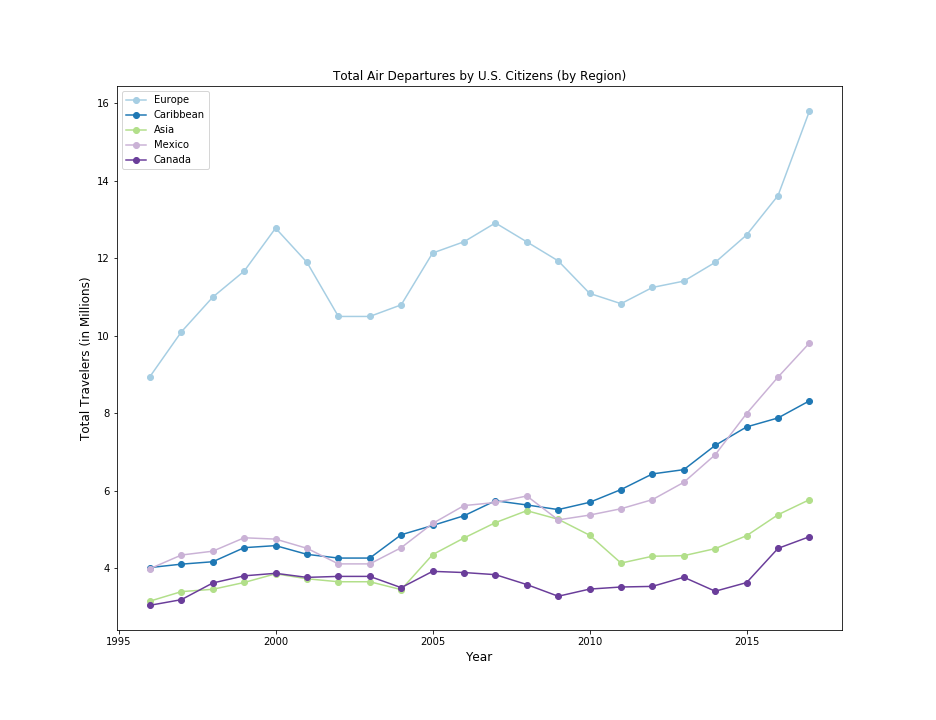 Total Air Departures by U.S. Citizens (by Region)
Europe
Caribbean
Asia
Mexico
Canada
Total Travelers (in Millions)
16
14
12
10
8
6
4
1995 2000 2005 2010 2015
Year